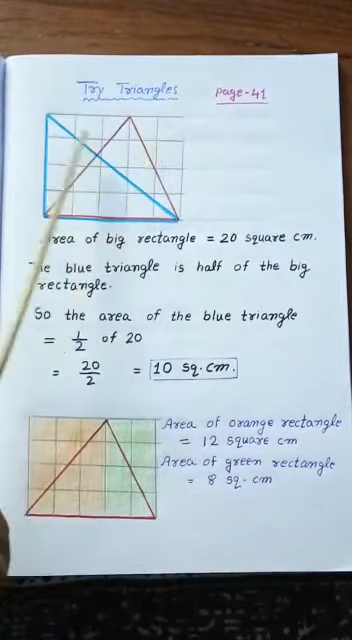 Try Triangles
Page-41
rea of big rectangle = 20 square cm.
e blue triangle is half of the big
rectangle.
So the area of the blue triangle
= 1/2 of 20
= 20/2 = 10 sq.cm.
Area of orange rectangle
= 12 square cm
Area of green rectangle
= 8 sq.cm